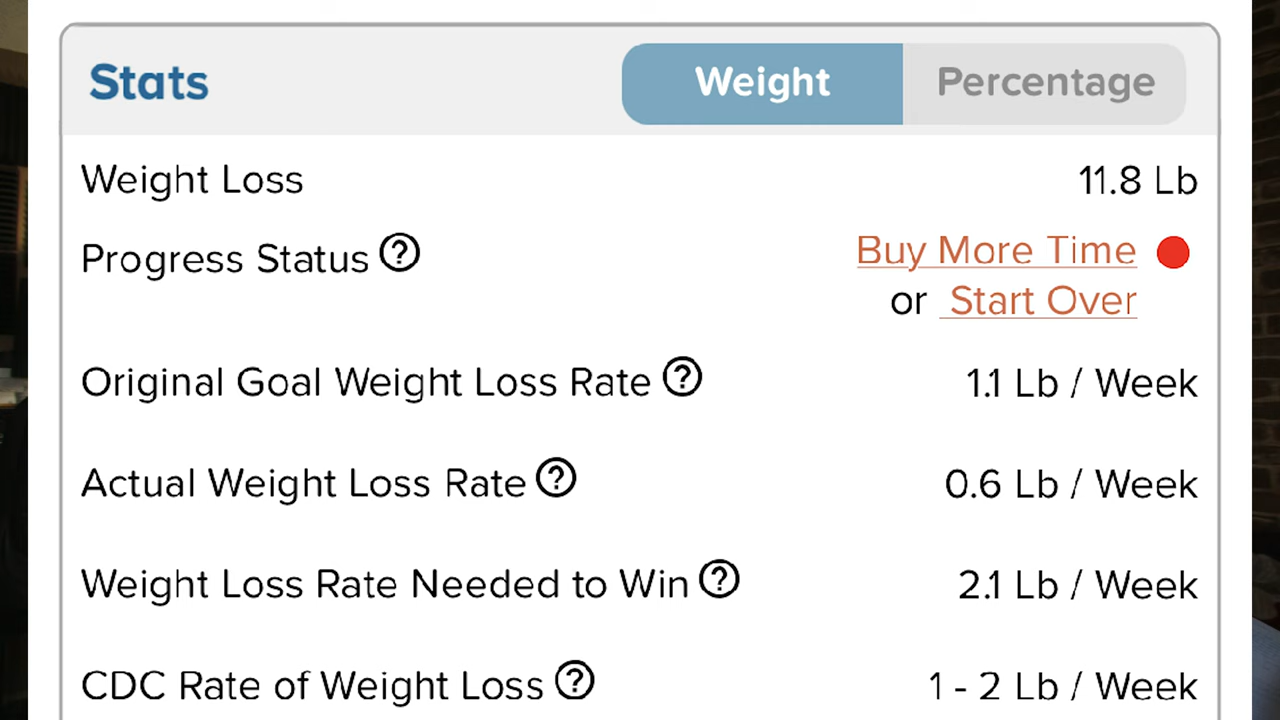 Stats Weight Percentage
Weight Loss 11.8 Lb
Progress Status ? Buy More Time
or Start Over
Original Goal Weight Loss Rate ? 1.1 Lb / Week
Actual Weight Loss Rate ? 0.6 Lb / Week
Weight Loss Rate Needed to Win ? 2.1 Lb / Week
CDC Rate of Weight Loss ? 1 - 2 Lb / Week